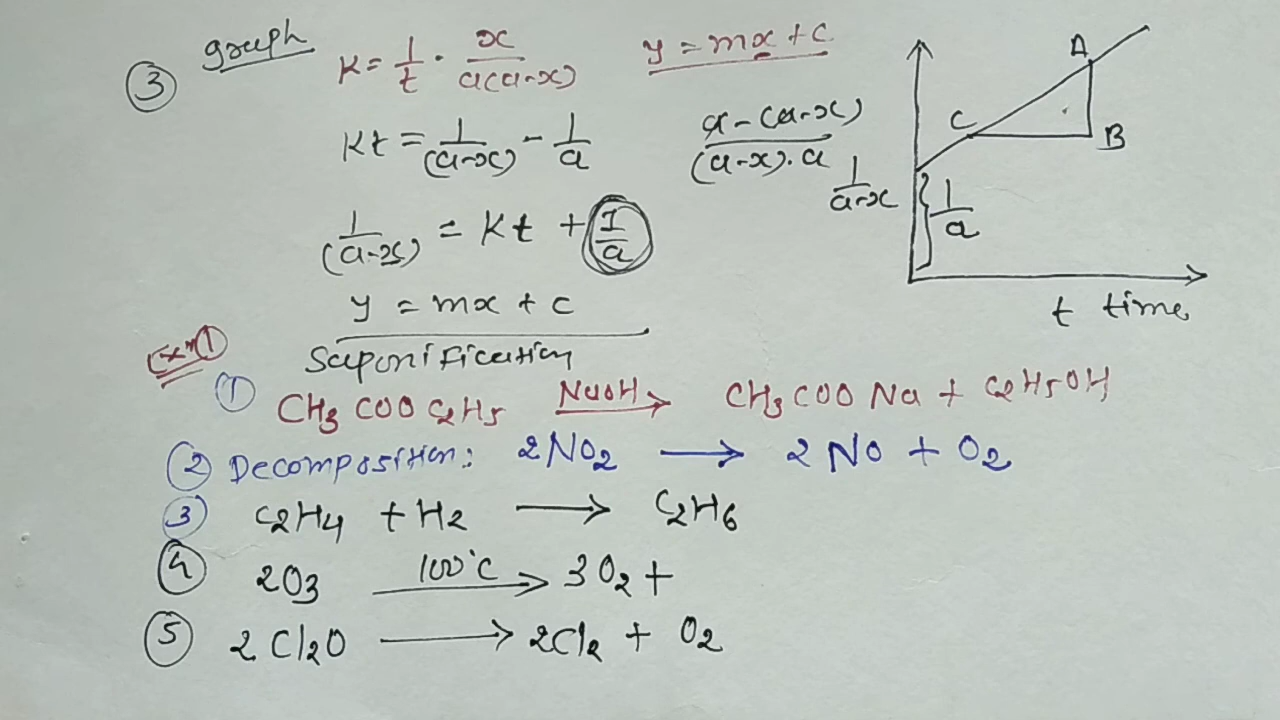 ③ graph K = 1/t · x/a(a-x) y = mx + c
Kt = 1/(a-x) - 1/a a-(a-x)/(a-x).a
1/(a-x) = Kt + 1/a
y = mx + c
A
C
B
1/a-x
1/a
t time
Saponification
Ex" ①
① CH3COOC2H5 NaOH → CH3COONa + C2H5OH
② Decomposition: 2NO2 → 2NO + O2
③ C2H4 + H2 → C2H6
④ 2O3 100°C → 3O2 +
⑤ 2Cl2O → 2Cl2 + O2